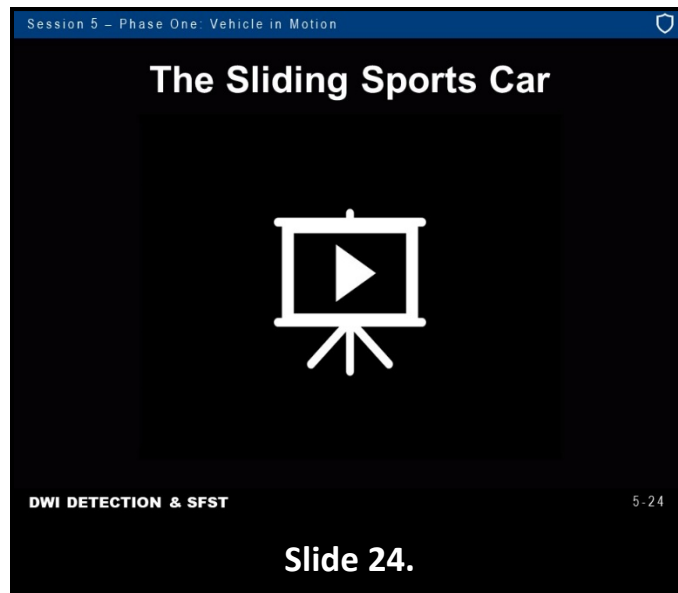 Session 5 – Phase One: Vehicle in Motion
The Sliding Sports Car
DWI DETECTION & SFST
5-24
Slide 24.